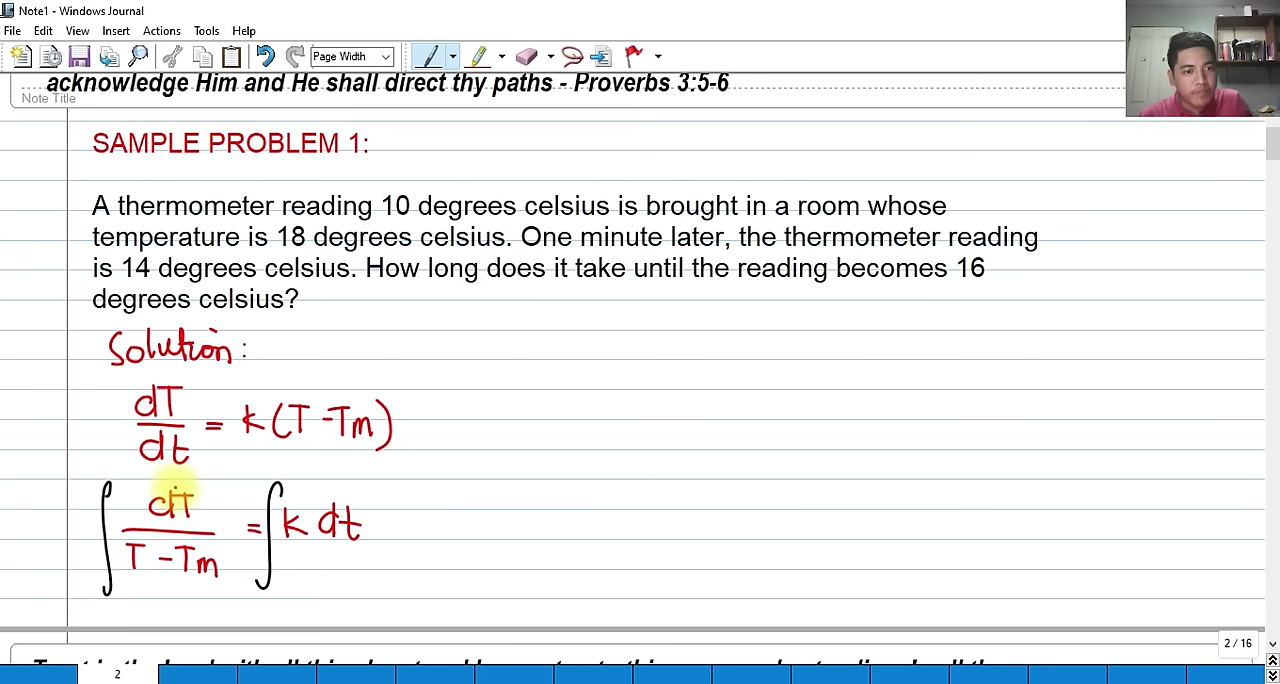 Note1 - Windows Journal
File Edit View Insert Actions Tools Help
Page Width
acknowledge Him and He shall direct thy paths - Proverbs 3:5-6
Note Title
SAMPLE PROBLEM 1:
A thermometer reading 10 degrees celsius is brought in a room whose
temperature is 18 degrees celsius. One minute later, the thermometer reading
is 14 degrees celsius. How long does it take until the reading becomes 16
degrees celsius?
Solution:
dT/dt = k(T - Tm)
∫ dT/(T - Tm) = ∫ k dt
2 / 16
2